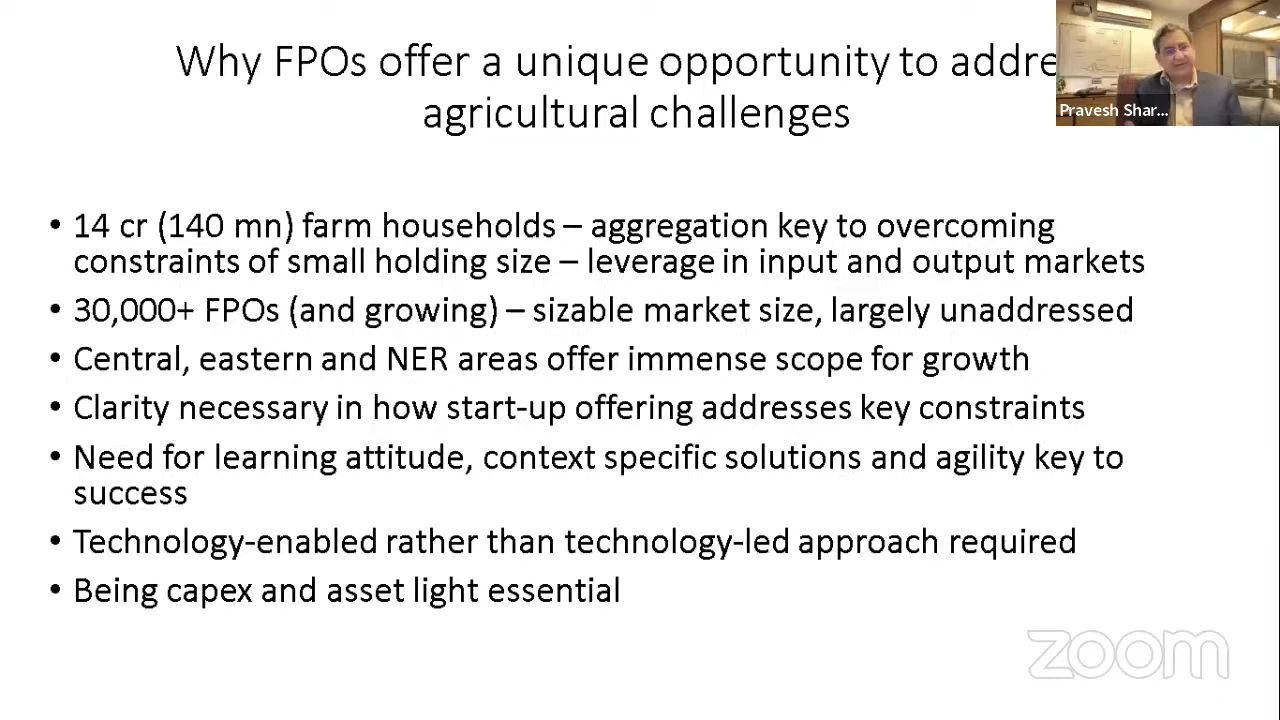 Why FPOs offer a unique opportunity to addre
agricultural challenges
Pravesh Shar...
• 14 cr (140 mn) farm households – aggregation key to overcoming
constraints of small holding size – leverage in input and output markets
• 30,000+ FPOs (and growing) – sizable market size, largely unaddressed
• Central, eastern and NER areas offer immense scope for growth
• Clarity necessary in how start-up offering addresses key constraints
• Need for learning attitude, context specific solutions and agility key to
success
• Technology-enabled rather than technology-led approach required
• Being capex and asset light essential
zoom